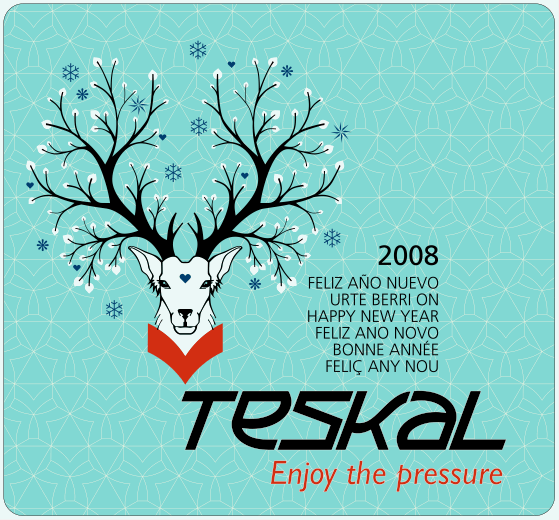 2008
FELIZ AÑO NUEVO
URTE BERRI ON
HAPPY NEW YEAR
FELIZ ANO NOVO
BONNE ANNÉE
FELIÇ ANY NOU
TeSKaL
Enjoy the pressure